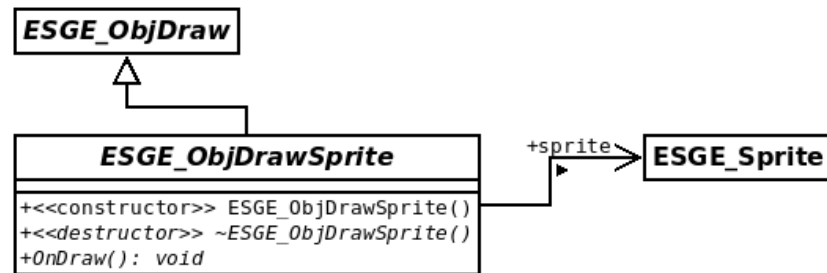 ESGE_ObjDraw
ESGE_ObjDrawSprite
+sprite
ESGE_Sprite
+<<constructor>> ESGE_ObjDrawSprite()
+<<destructor>> ~ESGE_ObjDrawSprite()
+OnDraw(): void